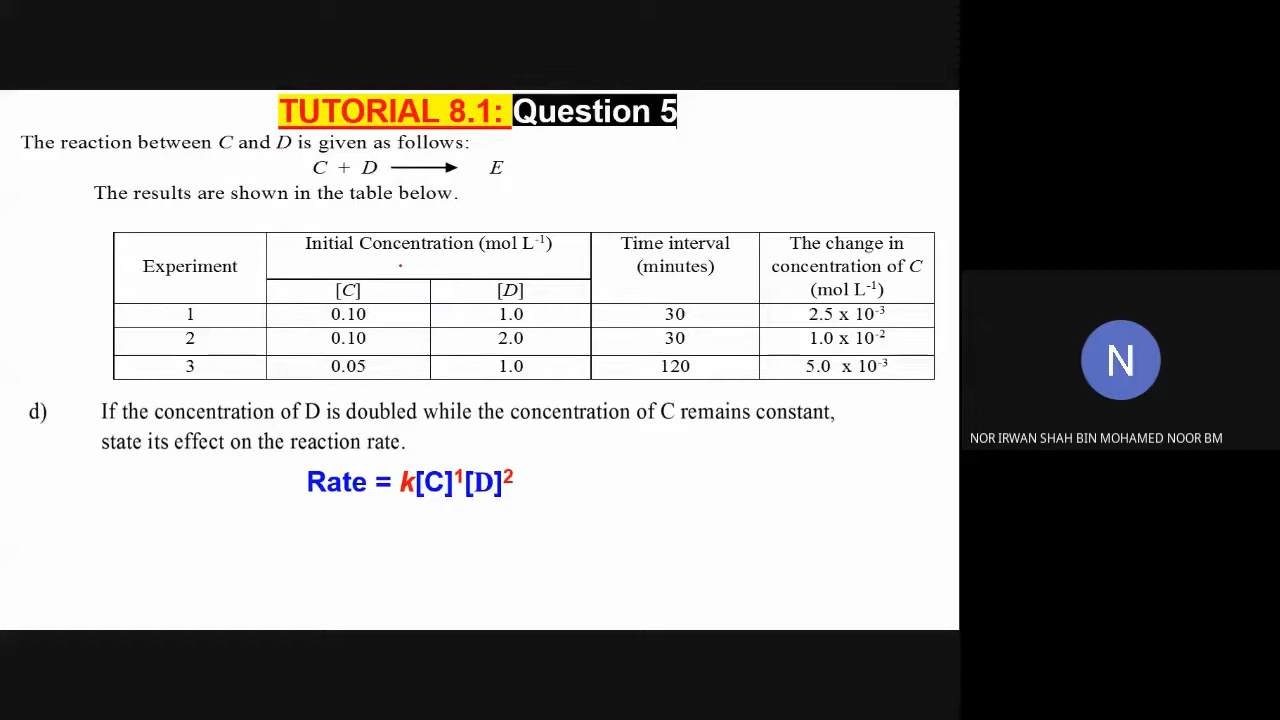 TUTORIAL 8.1: Question 5
The reaction between C and D is given as follows:
C + D ⟶ E
The results are shown in the table below.
Experiment Initial Concentration (mol L⁻¹) Time interval (minutes) The change in concentration of C (mol L⁻¹)
[C] [D]
1 0.10 1.0 30 2.5 x 10⁻³
2 0.10 2.0 30 1.0 x 10⁻²
3 0.05 1.0 120 5.0 x 10⁻³
d) If the concentration of D is doubled while the concentration of C remains constant,
state its effect on the reaction rate.
Rate = k[C]¹[D]²
N
NOR IRWAN SHAH BIN MOHAMED NOOR BM